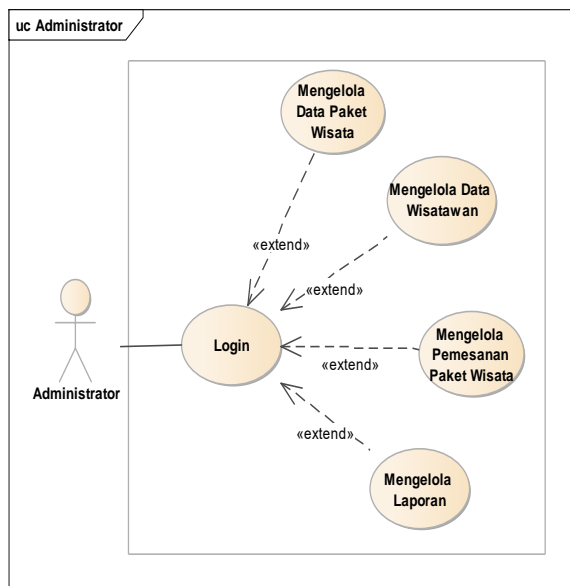 uc Administrator
Mengelola
Data Paket
Wisata
Mengelola Data
Wisatawan
«extend»
«extend»
Login
Mengelola
Pemesanan
Paket Wisata
«extend»
Administrator
«extend»
Mengelola
Laporan